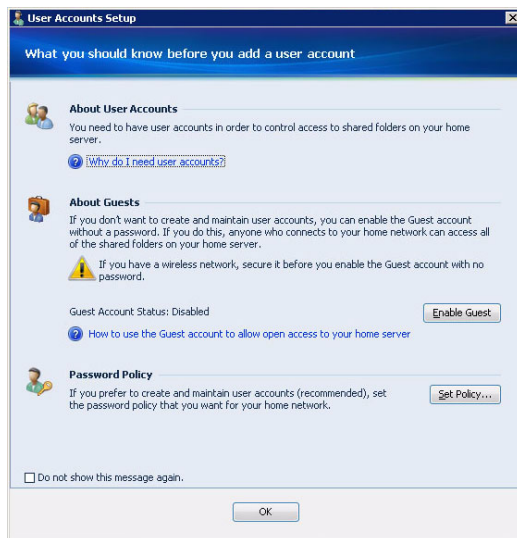 User Accounts Setup
What you should know before you add a user account
About User Accounts
You need to have user accounts in order to control access to shared folders on your home
server.
Why do I need user accounts?
About Guests
If you don't want to create and maintain user accounts, you can enable the Guest account
without a password. If you do this, anyone who connects to your home network can access all
of the shared folders on your home server.
If you have a wireless network, secure it before you enable the Guest account with no
password.
Guest Account Status: Disabled
Enable Guest
How to use the Guest account to allow open access to your home server
Password Policy
If you prefer to create and maintain user accounts (recommended), set
the password policy that you want for your home network.
Set Policy...
Do not show this message again.
OK